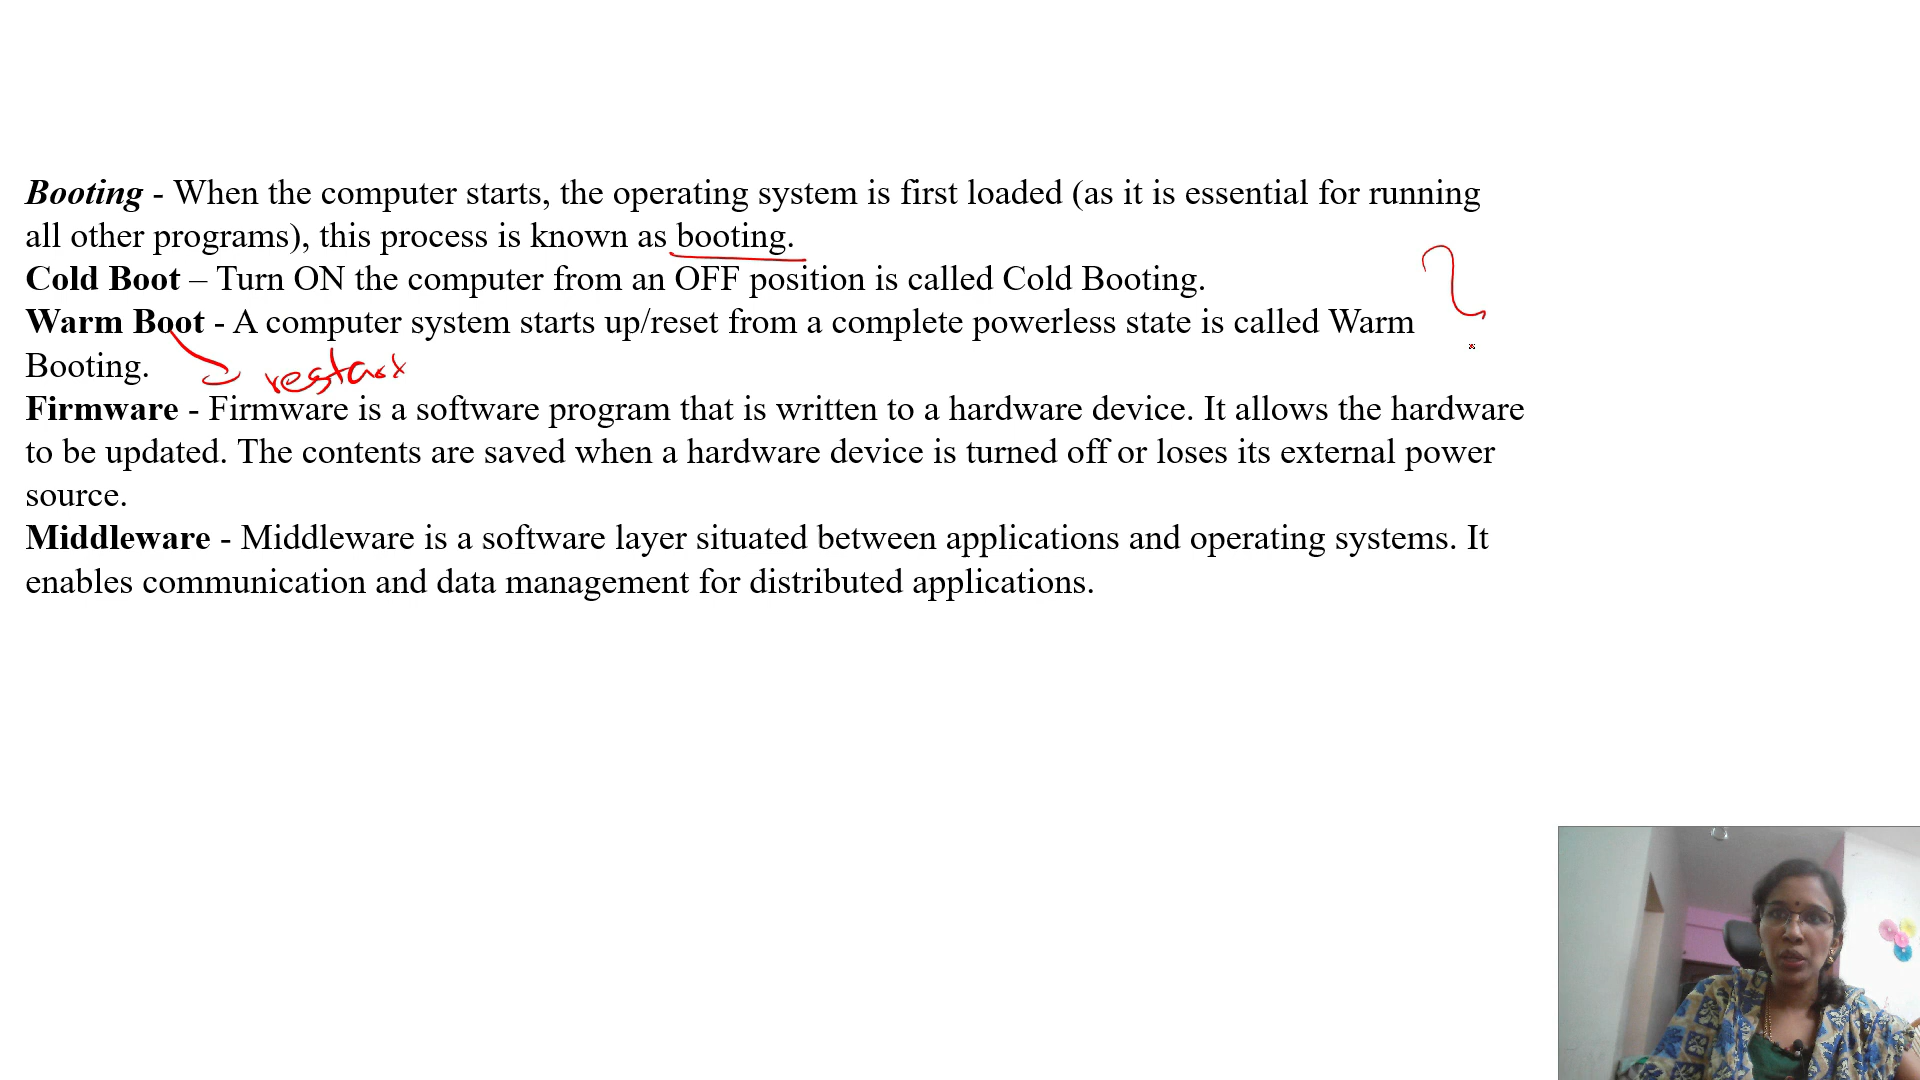 Booting - When the computer starts, the operating system is first loaded (as it is essential for running
all other programs), this process is known as booting.
Cold Boot – Turn ON the computer from an OFF position is called Cold Booting.
Warm Boot - A computer system starts up/reset from a complete powerless state is called Warm
Booting.
restart
Firmware - Firmware is a software program that is written to a hardware device. It allows the hardware
to be updated. The contents are saved when a hardware device is turned off or loses its external power
source.
Middleware - Middleware is a software layer situated between applications and operating systems. It
enables communication and data management for distributed applications.